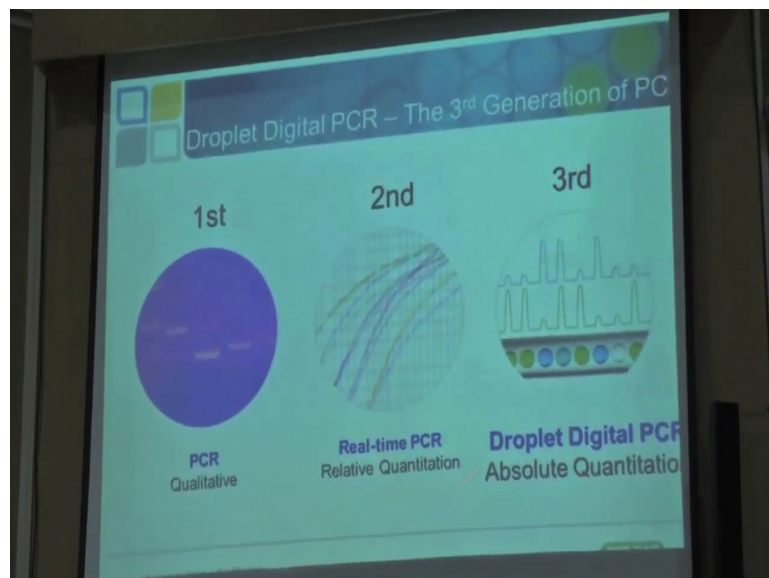 Droplet Digital PCR – The 3rd Generation of PC
1st
2nd
3rd
PCR
Qualitative
Real-time PCR
Relative Quantitation
Droplet Digital PCR
Absolute Quantitatio